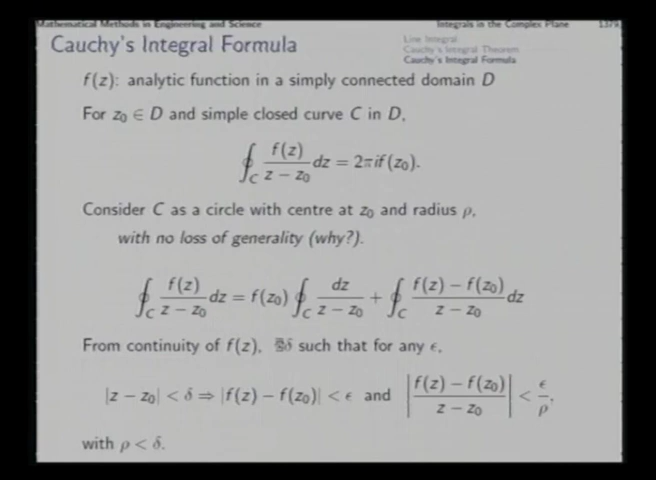 Mathematical Methods in Engineering and Science
Integrals in the Complex Plane
Cauchy's Integral Formula
Line Integral
Cauchy's Integral Theorem
Cauchy's Integral Formula
f(z): analytic function in a simply connected domain D
For z₀ ∈ D and simple closed curve C in D,
∮_C f(z)/(z − z₀) dz = 2πif(z₀).
Consider C as a circle with centre at z₀ and radius ρ,
with no loss of generality (why?).
∮_C f(z)/(z − z₀) dz = f(z₀) ∮_C dz/(z − z₀) + ∮_C (f(z) − f(z₀))/(z − z₀) dz
From continuity of f(z), ∃δ such that for any ϵ,
|z − z₀| < δ ⇒ |f(z) − f(z₀)| < ϵ and |(f(z) − f(z₀))/(z − z₀)| < ϵ/ρ,
with ρ < δ.